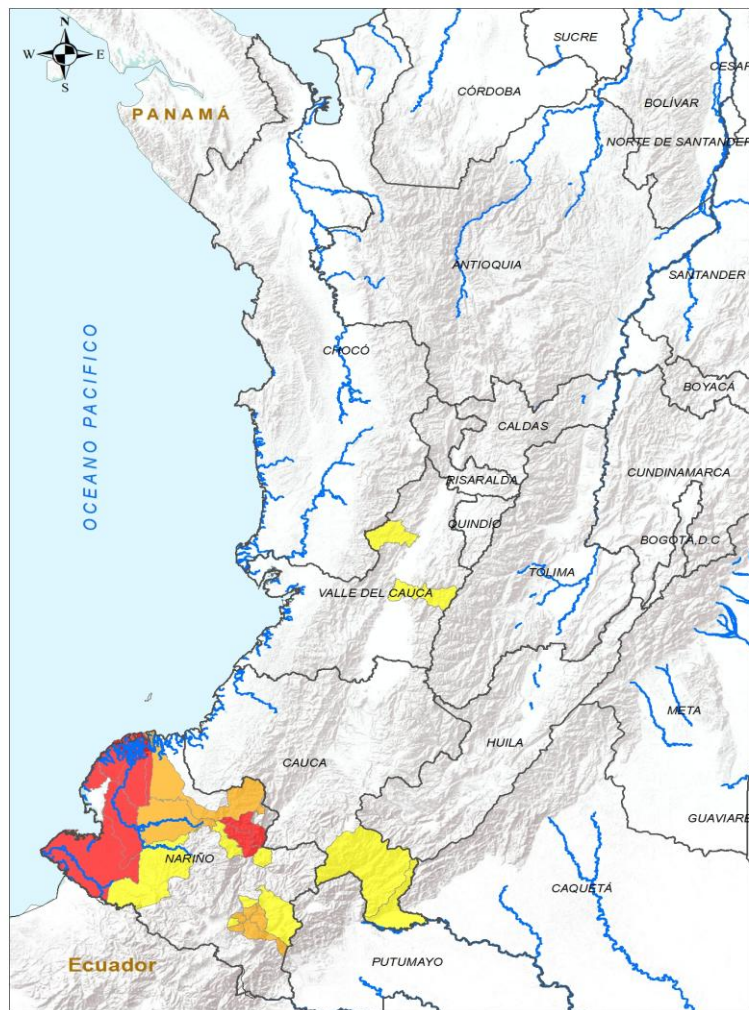 SUCRE
CESAR
N
W E
S
CÓRDOBA
BOLÍVAR
PANAMÁ
NORTE DE SANTANDER
ANTIOQUIA
SANTANDER
CHOCÓ
BOYACÁ
CALDAS
OCEANO PACIFICO
CUNDINAMARCA
RISARALDA
QUINDÍO
BOGOTÁ, D.C
TOLIMA
VALLE DEL CAUCA
META
HUILA
CAUCA
GUAVIARE
NARIÑO
CAQUETÁ
PUTUMAYO
Ecuador